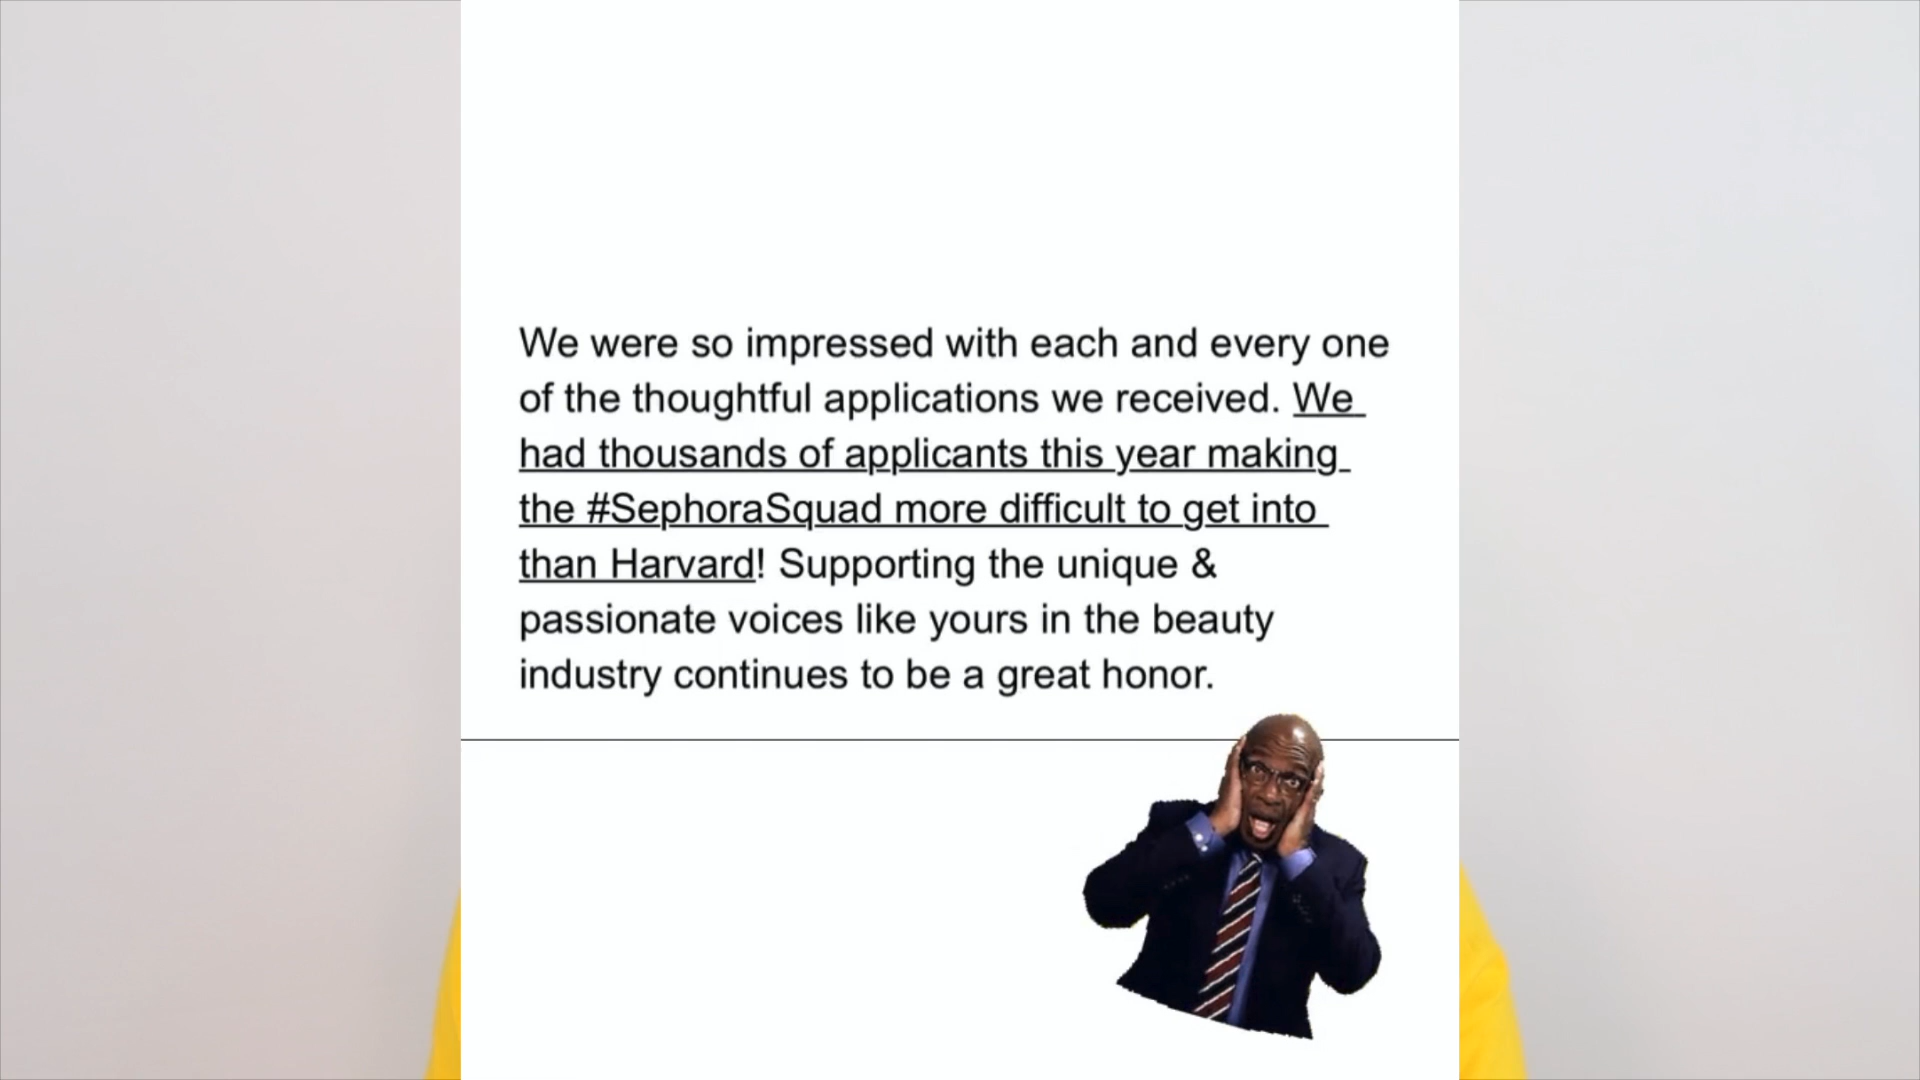 We were so impressed with each and every one
of the thoughtful applications we received. We
had thousands of applicants this year making
the #SephoraSquad more difficult to get into
than Harvard! Supporting the unique &
passionate voices like yours in the beauty
industry continues to be a great honor.